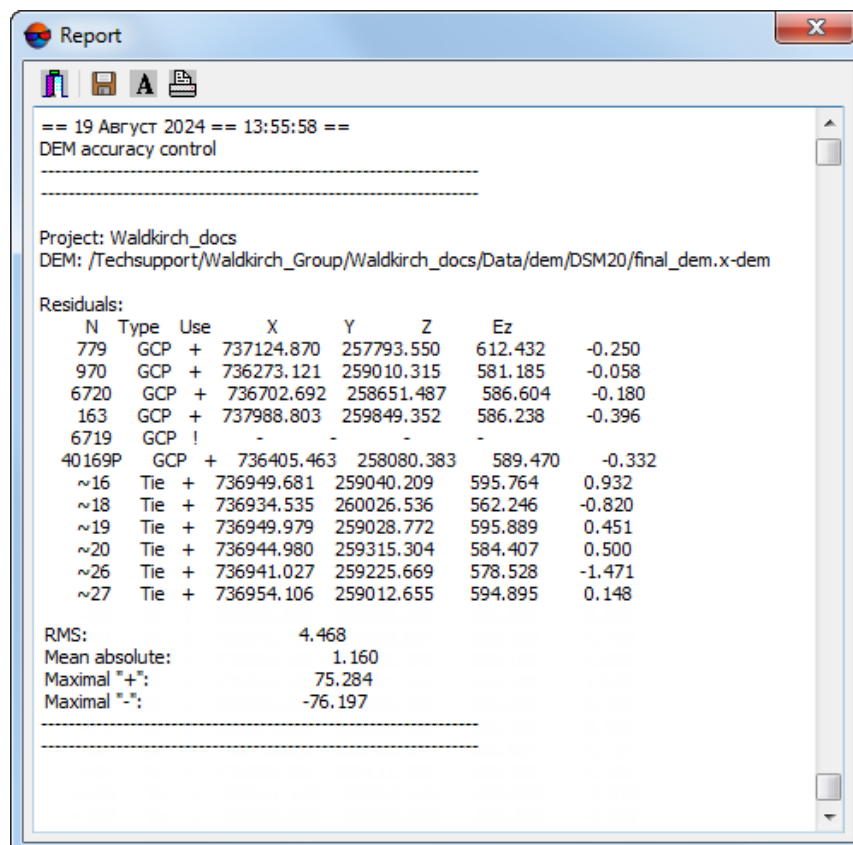 Report
A
== 19 Август 2024 == 13:55:58 ==
DEM accuracy control
----------------------------------------------------------------
----------------------------------------------------------------
Project: Waldkirch_docs
DEM: /Techsupport/Waldkirch_Group/Waldkirch_docs/Data/dem/DSM20/final_dem.x-dem
Residuals:
N Type Use X Y Z Ez
779 GCP + 737124.870 257793.550 612.432 -0.250
970 GCP + 736273.121 259010.315 581.185 -0.058
6720 GCP + 736702.692 258651.487 586.604 -0.180
163 GCP + 737988.803 259849.352 586.238 -0.396
6719 GCP ! - - - -
40169P GCP + 736405.463 258080.383 589.470 -0.332
~16 Tie + 736949.681 259040.209 595.764 0.932
~18 Tie + 736934.535 260026.536 562.246 -0.820
~19 Tie + 736949.979 259028.772 595.889 0.451
~20 Tie + 736944.980 259315.304 584.407 0.500
~26 Tie + 736941.027 259225.669 578.528 -1.471
~27 Tie + 736954.106 259012.655 594.895 0.148
RMS: 4.468
Mean absolute: 1.160
Maximal "+": 75.284
Maximal "-": -76.197
----------------------------------------------------------------
----------------------------------------------------------------